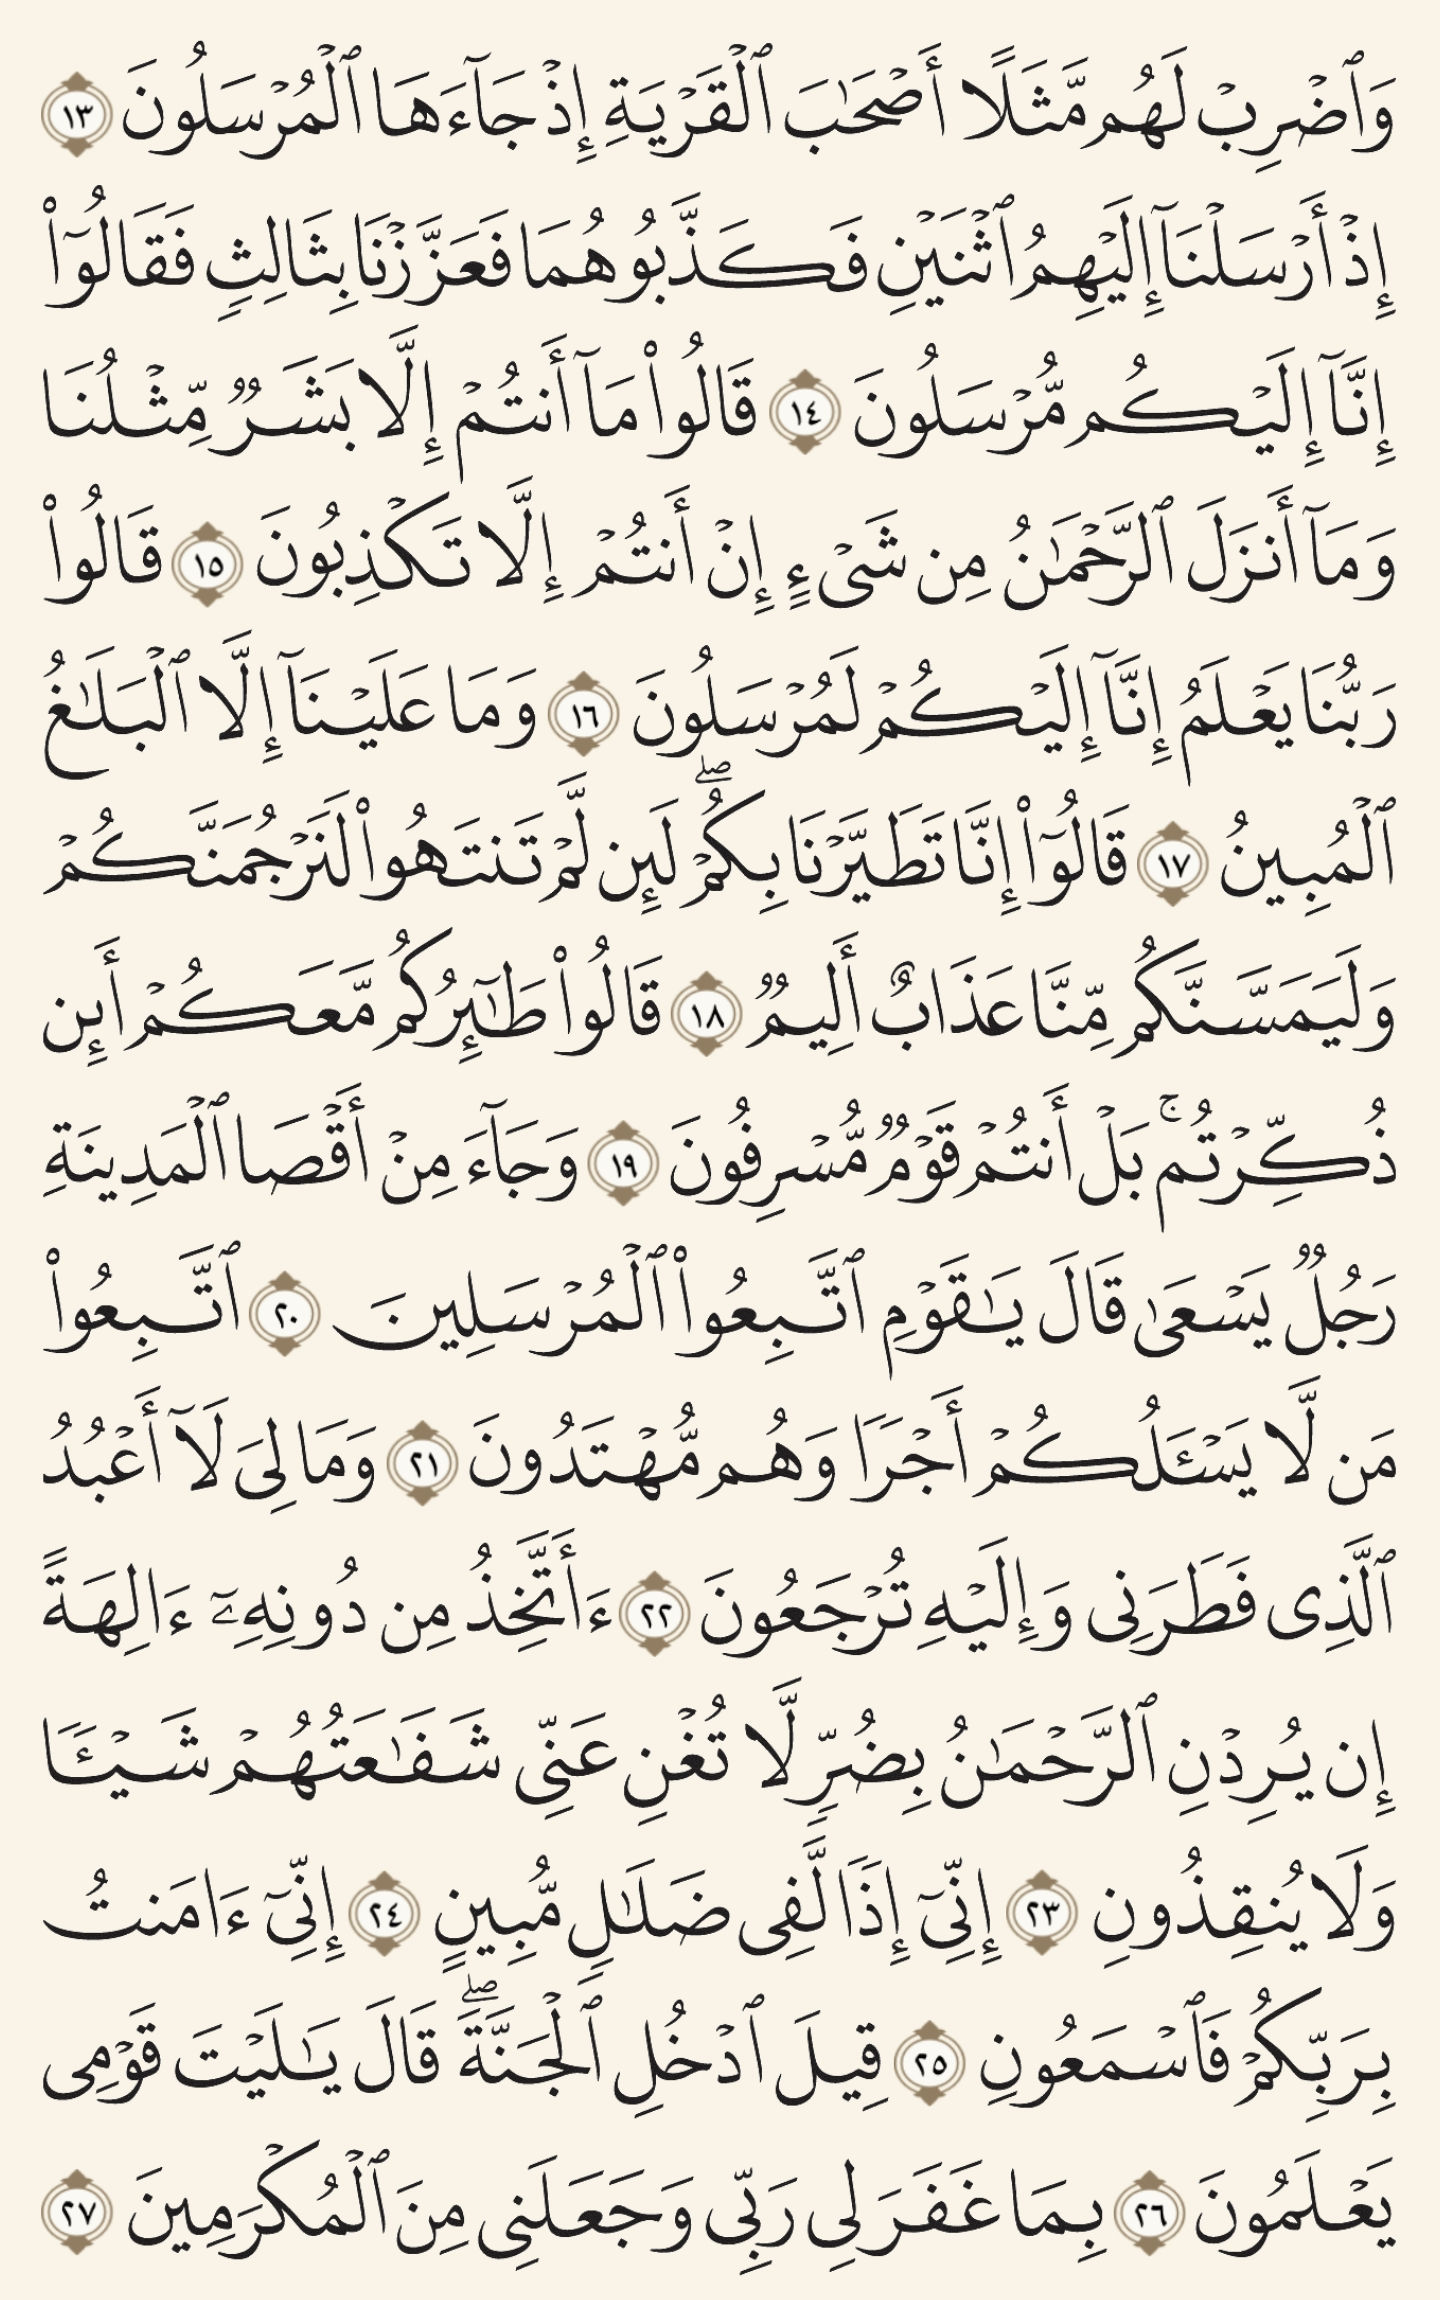 وَٱضْرِبْ لَهُم مَّثَلًا أَصْحَـٰبَ ٱلْقَرْيَةِ إِذْ جَآءَهَا ٱلْمُرْسَلُونَ ١٣
إِذْ أَرْسَلْنَآ إِلَيْهِمُ ٱثْنَيْنِ فَكَذَّبُوهُمَا فَعَزَّزْنَا بِثَالِثٍ فَقَالُوٓا۟
إِنَّآ إِلَيْكُم مُّرْسَلُونَ ١٤ قَالُوا۟ مَآ أَنتُمْ إِلَّا بَشَرٌ مِّثْلُنَا
وَمَآ أَنزَلَ ٱلرَّحْمَـٰنُ مِن شَىْءٍ إِنْ أَنتُمْ إِلَّا تَكْذِبُونَ ١٥ قَالُوا۟
رَبُّنَا يَعْلَمُ إِنَّآ إِلَيْكُمْ لَمُرْسَلُونَ ١٦ وَمَا عَلَيْنَآ إِلَّا ٱلْبَلَـٰغُ
ٱلْمُبِينُ ١٧ قَالُوٓا۟ إِنَّا تَطَيَّرْنَا بِكُمْ ۖ لَئِن لَّمْ تَنتَهُوا۟ لَنَرْجُمَنَّكُمْ
وَلَيَمَسَّنَّكُم مِّنَّا عَذَابٌ أَلِيمٌ ١٨ قَالُوا۟ طَـٰٓئِرُكُم مَّعَكُمْ أَئِن
ذُكِّرْتُم ۚ بَلْ أَنتُمْ قَوْمٌ مُّسْرِفُونَ ١٩ وَجَآءَ مِنْ أَقْصَا ٱلْمَدِينَةِ
رَجُلٌ يَسْعَىٰ قَالَ يَـٰقَوْمِ ٱتَّبِعُوا۟ ٱلْمُرْسَلِينَ ٢٠ ٱتَّبِعُوا۟
مَن لَّا يَسْـَٔلُكُمْ أَجْرًا وَهُم مُّهْتَدُونَ ٢١ وَمَا لِىَ لَآ أَعْبُدُ
ٱلَّذِى فَطَرَنِى وَإِلَيْهِ تُرْجَعُونَ ٢٢ ءَأَتَّخِذُ مِن دُونِهِۦٓ ءَالِهَةً
إِن يُرِدْنِ ٱلرَّحْمَـٰنُ بِضُرٍّ لَّا تُغْنِ عَنِّى شَفَـٰعَتُهُمْ شَيْـًٔا
وَلَا يُنقِذُونِ ٢٣ إِنِّىٓ إِذًا لَّفِى ضَلَـٰلٍ مُّبِينٍ ٢٤ إِنِّىٓ ءَامَنتُ
بِرَبِّكُمْ فَٱسْمَعُونِ ٢٥ قِيلَ ٱدْخُلِ ٱلْجَنَّةَ ۖ قَالَ يَـٰلَيْتَ قَوْمِى
يَعْلَمُونَ ٢٦ بِمَا غَفَرَ لِى رَبِّى وَجَعَلَنِى مِنَ ٱلْمُكْرَمِينَ ٢٧